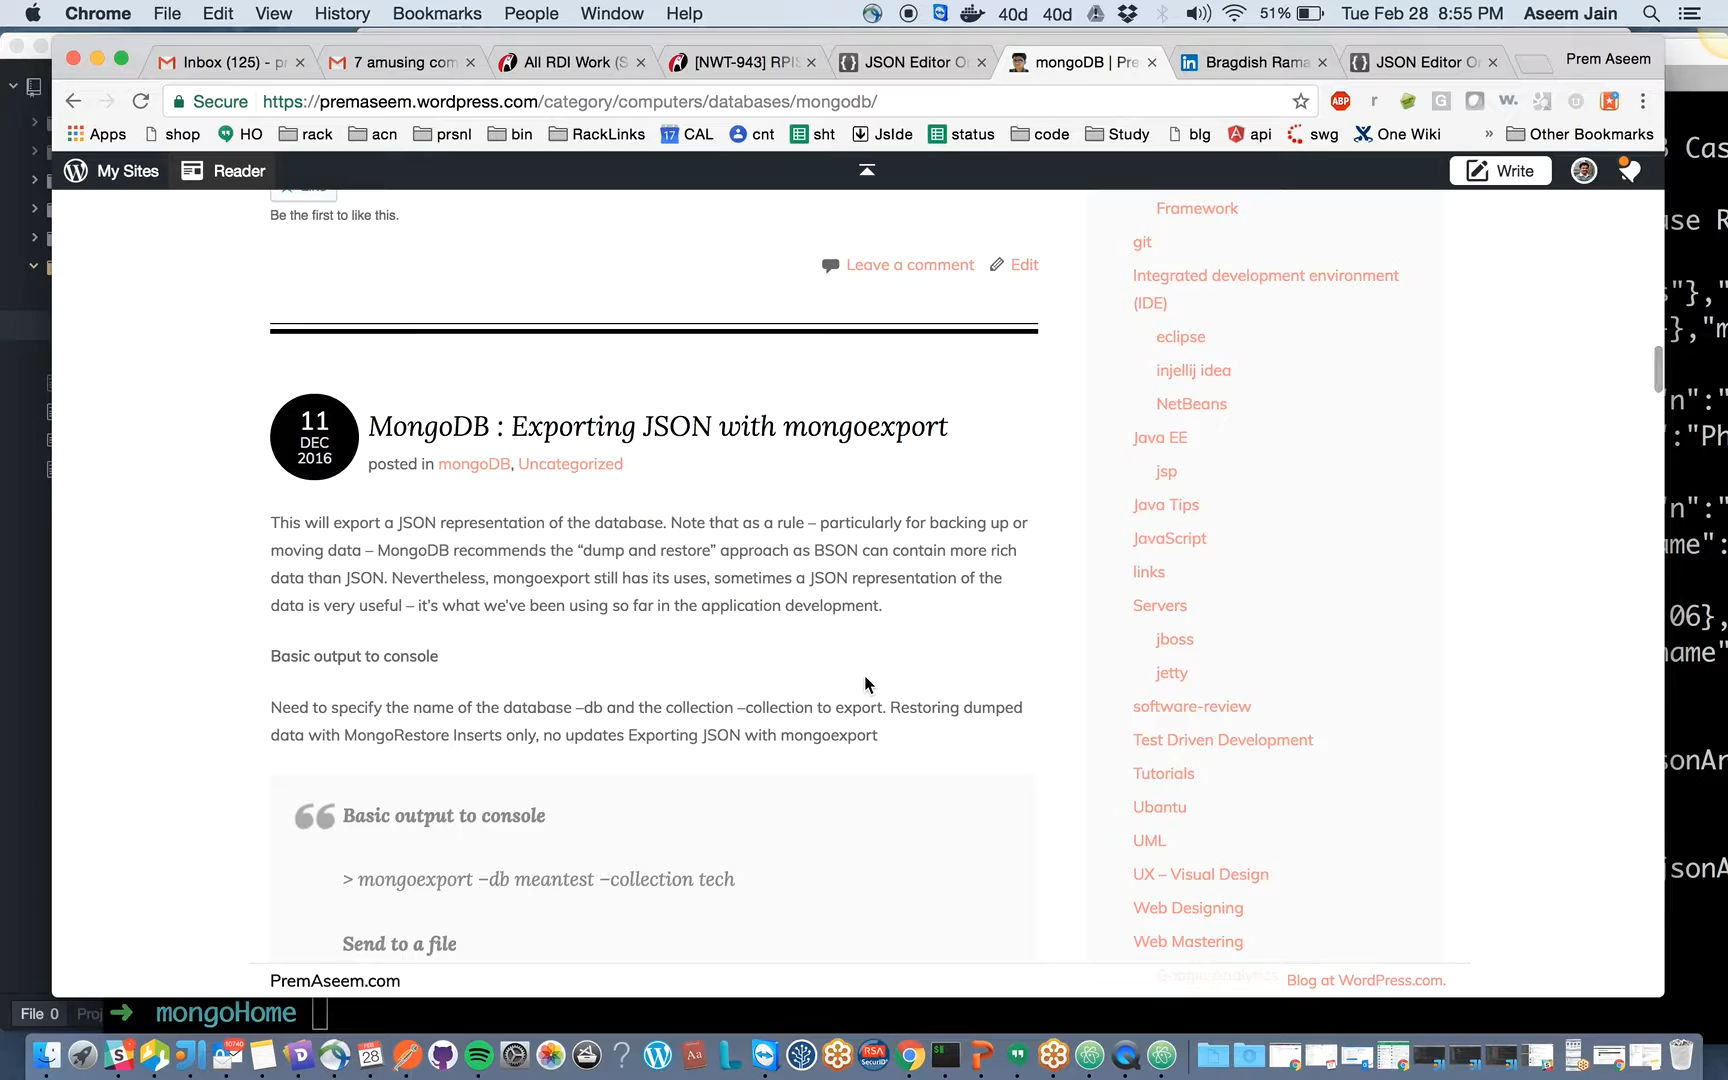 Chrome File Edit View History Bookmarks People Window Help 40d 40d 51% Tue Feb 28 8:55 PM Aseem Jain
Inbox (125) - pr × 7 amusing com × All RDI Work (S × [NWT-943] RPIS × JSON Editor On × mongoDB | Pre × Bragdish Rama × JSON Editor On × Prem Aseem
Secure https://premaseem.wordpress.com/category/computers/databases/mongodb/ ABP
Apps shop HO rack acn prsnl bin RackLinks CAL cnt sht JsIde status code Study blg api swg One Wiki » Other Bookmarks
My Sites Reader Write
Be the first to like this.
Leave a comment Edit
11
DEC
2016
MongoDB : Exporting JSON with mongoexport
posted in mongoDB, Uncategorized
This will export a JSON representation of the database. Note that as a rule – particularly for backing up or
moving data – MongoDB recommends the “dump and restore” approach as BSON can contain more rich
data than JSON. Nevertheless, mongoexport still has its uses, sometimes a JSON representation of the
data is very useful – it’s what we’ve been using so far in the application development.
Basic output to console
Need to specify the name of the database –db and the collection –collection to export. Restoring dumped
data with MongoRestore Inserts only, no updates Exporting JSON with mongoexport
Basic output to console
> mongoexport –db meantest –collection tech
Send to a file
Framework
git
Integrated development environment
(IDE)
eclipse
injellij idea
NetBeans
Java EE
jsp
Java Tips
JavaScript
links
Servers
jboss
jetty
software-review
Test Driven Development
Tutorials
Ubuntu
UML
UX – Visual Design
Web Designing
Web Mastering
Google Analytics
PremAseem.com Blog at WordPress.com.
File 0 Proj → mongoHome